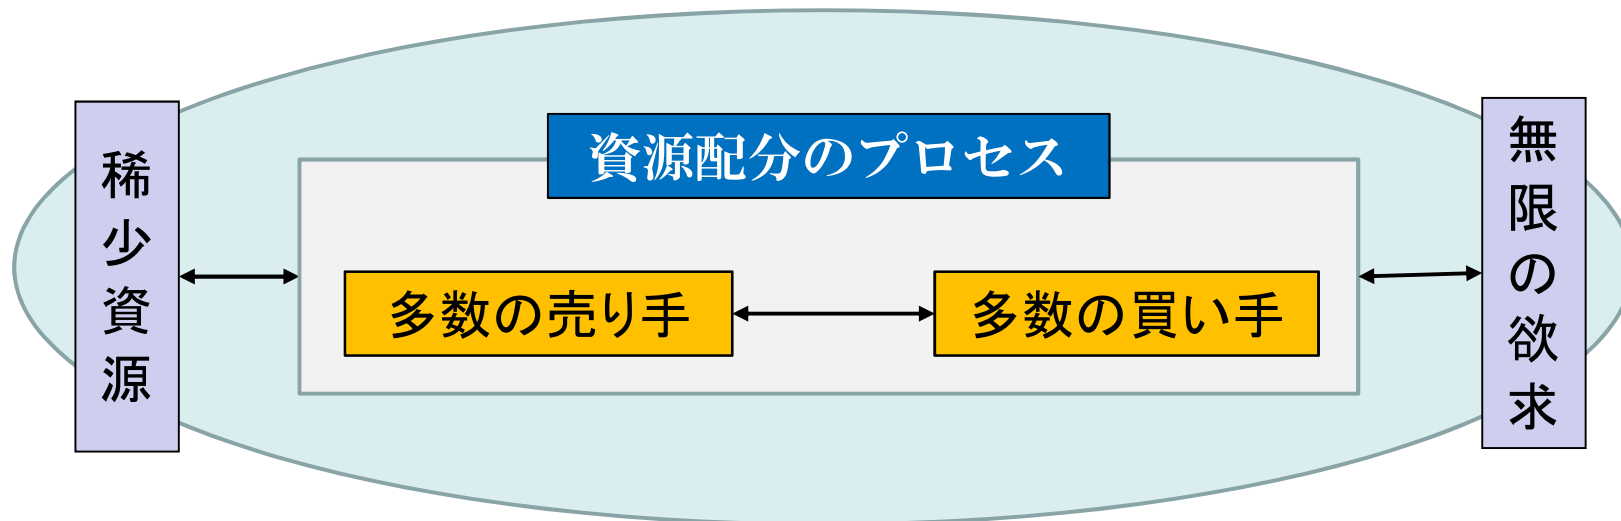 資源配分のプロセス
稀少資源
多数の売り手
多数の買い手
無限の欲求